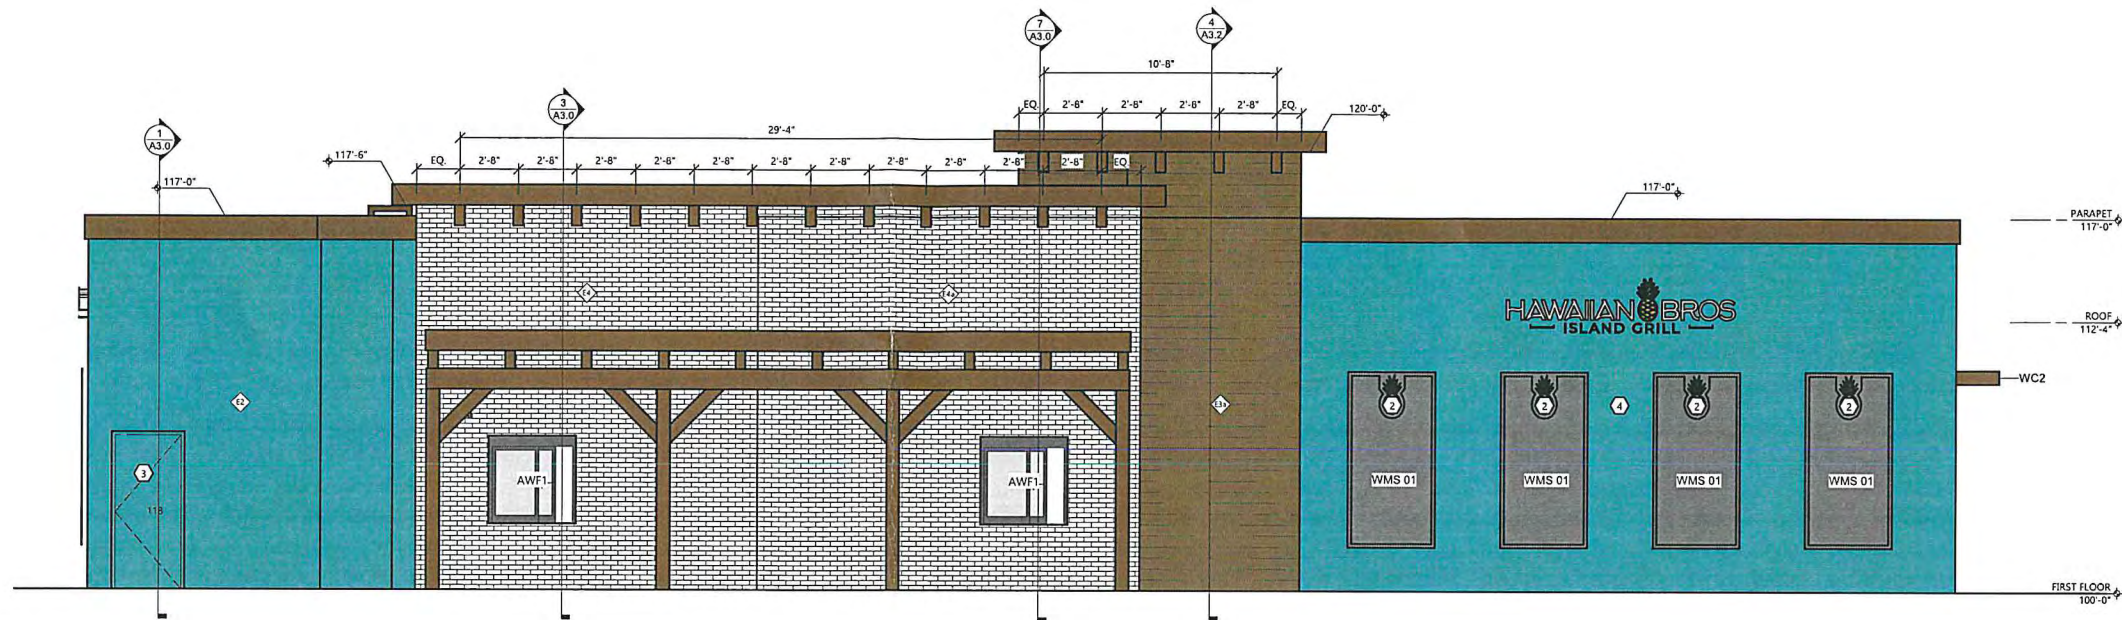 7
A3.0
4
A3.2
10'-8"
3
A3.0
EQ.
2'-8"
2'-8"
2'-8"
2'-8"
EQ.
120'-0"
1
A3.0
29'-4"
117'-6"
EQ.
2'-8"
2'-8"
2'-8"
2'-8"
2'-8"
2'-8"
2'-8"
2'-8"
2'-8"
2'-8"
2'-8"
EQ.
117'-0"
117'-0"
PARAPET
117'-0"
E4
E4a
HAWAIIAN BROS
ISLAND GRILL
ROOF
112'-4"
WC2
E2
E3a
2
2
4
2
2
3
AWF1
AWF1
WMS 01
WMS 01
WMS 01
WMS 01
118
FIRST FLOOR
100'-0"